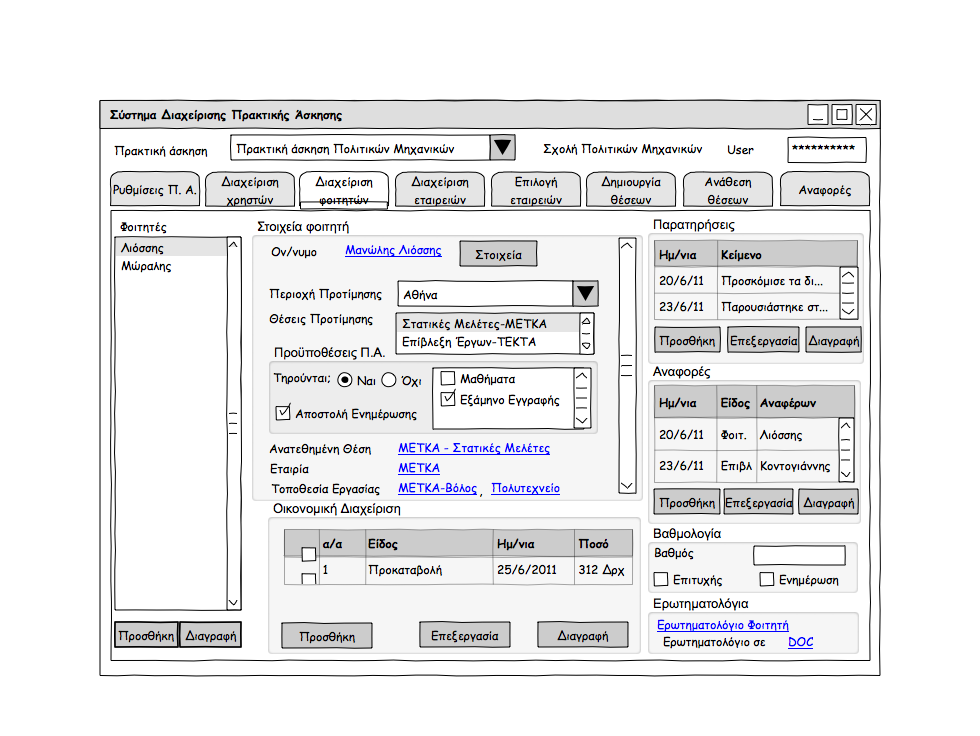 Σύστημα Διαχείρισης Πρακτικής Άσκησης
Πρακτική άσκηση
Πρακτική άσκηση Πολιτικών Μηχανικών
Σχολή Πολιτικών Μηχανικών
User
**********
Ρυθμίσεις Π. Α.
Διαχείριση
χρηστών
Διαχείριση
φοιτητών
Διαχείριση
εταιρειών
Επιλογή
εταιρειών
Δημιουργία
θέσεων
Ανάθεση
θέσεων
Αναφορές
Φοιτητές
Λιόσσης
Μώραλης
Προσθήκη
Διαγραφή
Στοιχεία φοιτητή
Ον/νυμο
Μανώλης Λιόσσης
Στοιχεία
Περιοχή Προτίμησης
Αθήνα
Θέσεις Προτίμησης
Στατικές Μελέτες-ΜΕΤΚΑ
Επίβλεξη Έργων-ΤΕΚΤΑ
Προϋποθέσεις Π.Α.
Τηρούνται;
Ναι
Όχι
Αποστολή Ενημέρωσης
Μαθήματα
Εξάμηνο Εγγραφής
Ανατεθημένη Θέση
ΜΕΤΚΑ - Στατικές Μελέτες
Εταιρία
ΜΕΤΚΑ
Τοποθεσία Εργασίας
ΜΕΤΚΑ-Βόλος , Πολυτεχνείο
Οικονομική Διαχείριση
α/α Είδος Ημ/νια Ποσό
1 Προκαταβολή 25/6/2011 312 Δρχ
Προσθήκη
Επεξεργασία
Διαγραφή
Παρατηρήσεις
Ημ/νια Κείμενο
20/6/11 Προσκόμισε τα δι...
23/6/11 Παρουσιάστηκε στ...
Προσθήκη
Επεξεργασία
Διαγραφή
Αναφορές
Ημ/νια Είδος Αναφέρων
20/6/11 Φοιτ. Λιόσσης
23/6/11 Επιβλ Κοντογιάννης
Προσθήκη
Επεξεργασία
Διαγραφή
Βαθμολογία
Βαθμός
Επιτυχής
Ενημέρωση
Ερωτηματολόγια
Ερωτηματολόγιο Φοιτητή
Ερωτηματολόγιο σε DOC